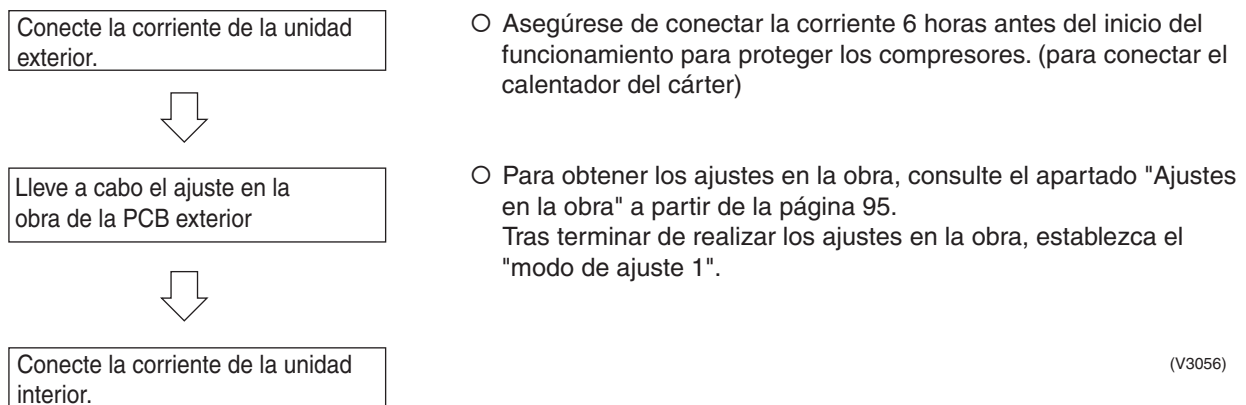 Conecte la corriente de la unidad
exterior.
○ Asegúrese de conectar la corriente 6 horas antes del inicio del
funcionamiento para proteger los compresores. (para conectar el
calentador del cárter)
Lleve a cabo el ajuste en la
obra de la PCB exterior
○ Para obtener los ajustes en la obra, consulte el apartado "Ajustes
en la obra" a partir de la página 95.
Tras terminar de realizar los ajustes en la obra, establezca el
"modo de ajuste 1".
Conecte la corriente de la unidad
interior.
(V3056)